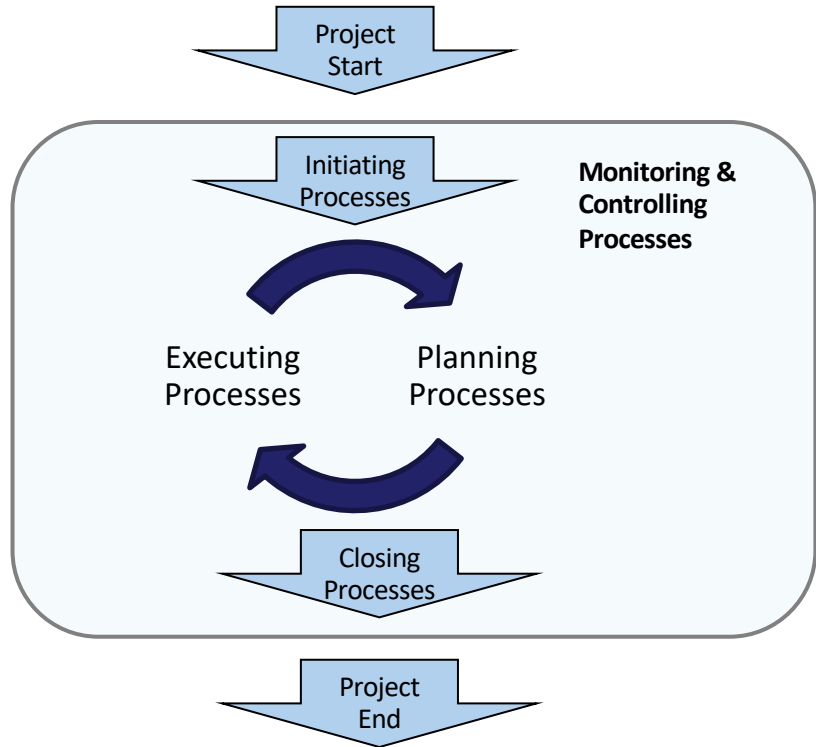 Project
Start
Initiating
Processes
Monitoring &
Controlling
Processes
Executing
Processes
Planning
Processes
Closing
Processes
Project
End